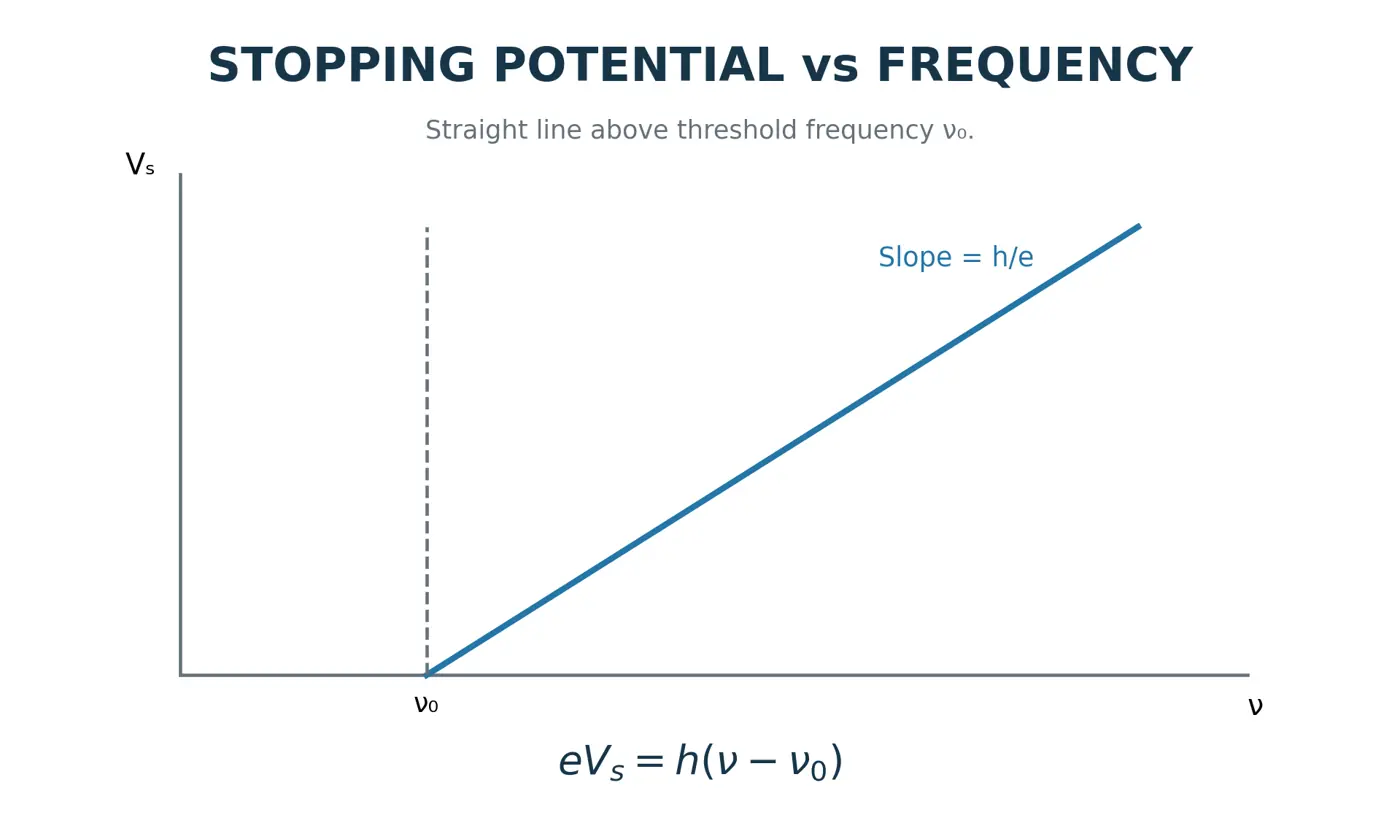 STOPPING POTENTIAL vs FREQUENCY
Straight line above threshold frequency ν₀.
Vₛ
Slope = h/e
ν₀
ν
eVₛ = h(ν − ν₀)